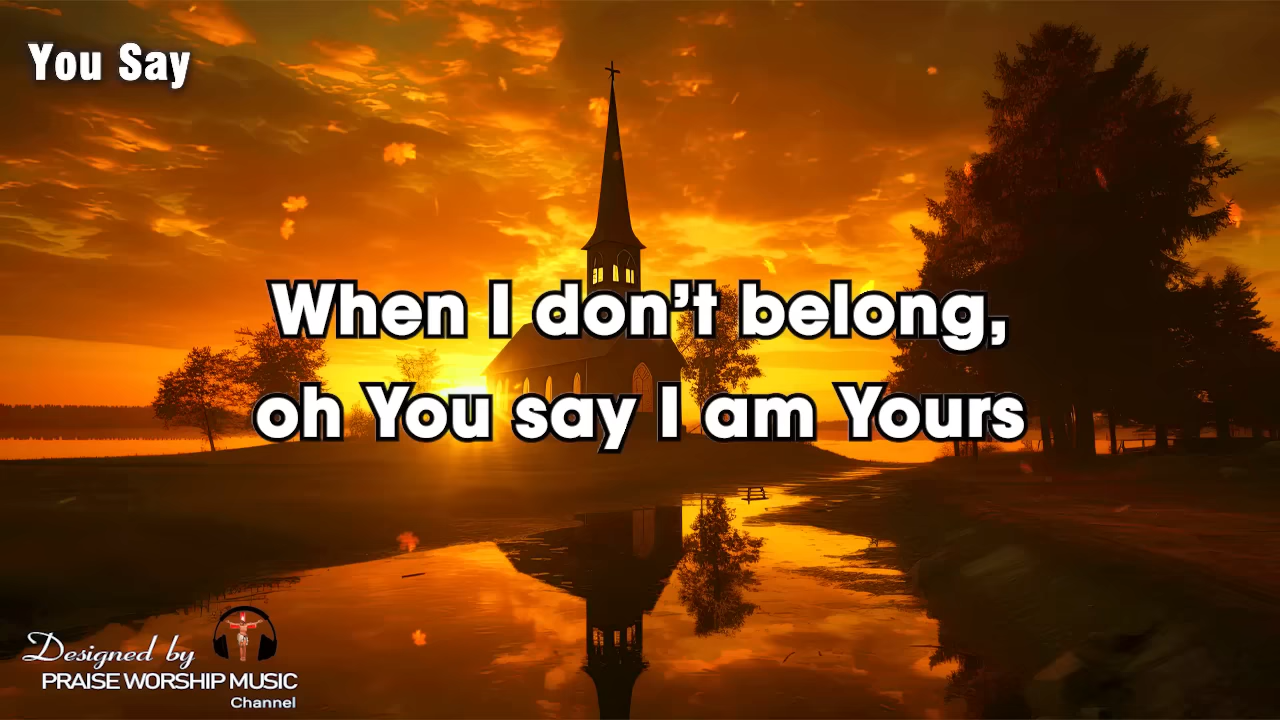 You Say
When I don’t belong,
oh You say I am Yours
Designed by
PRAISE WORSHIP MUSIC
Channel